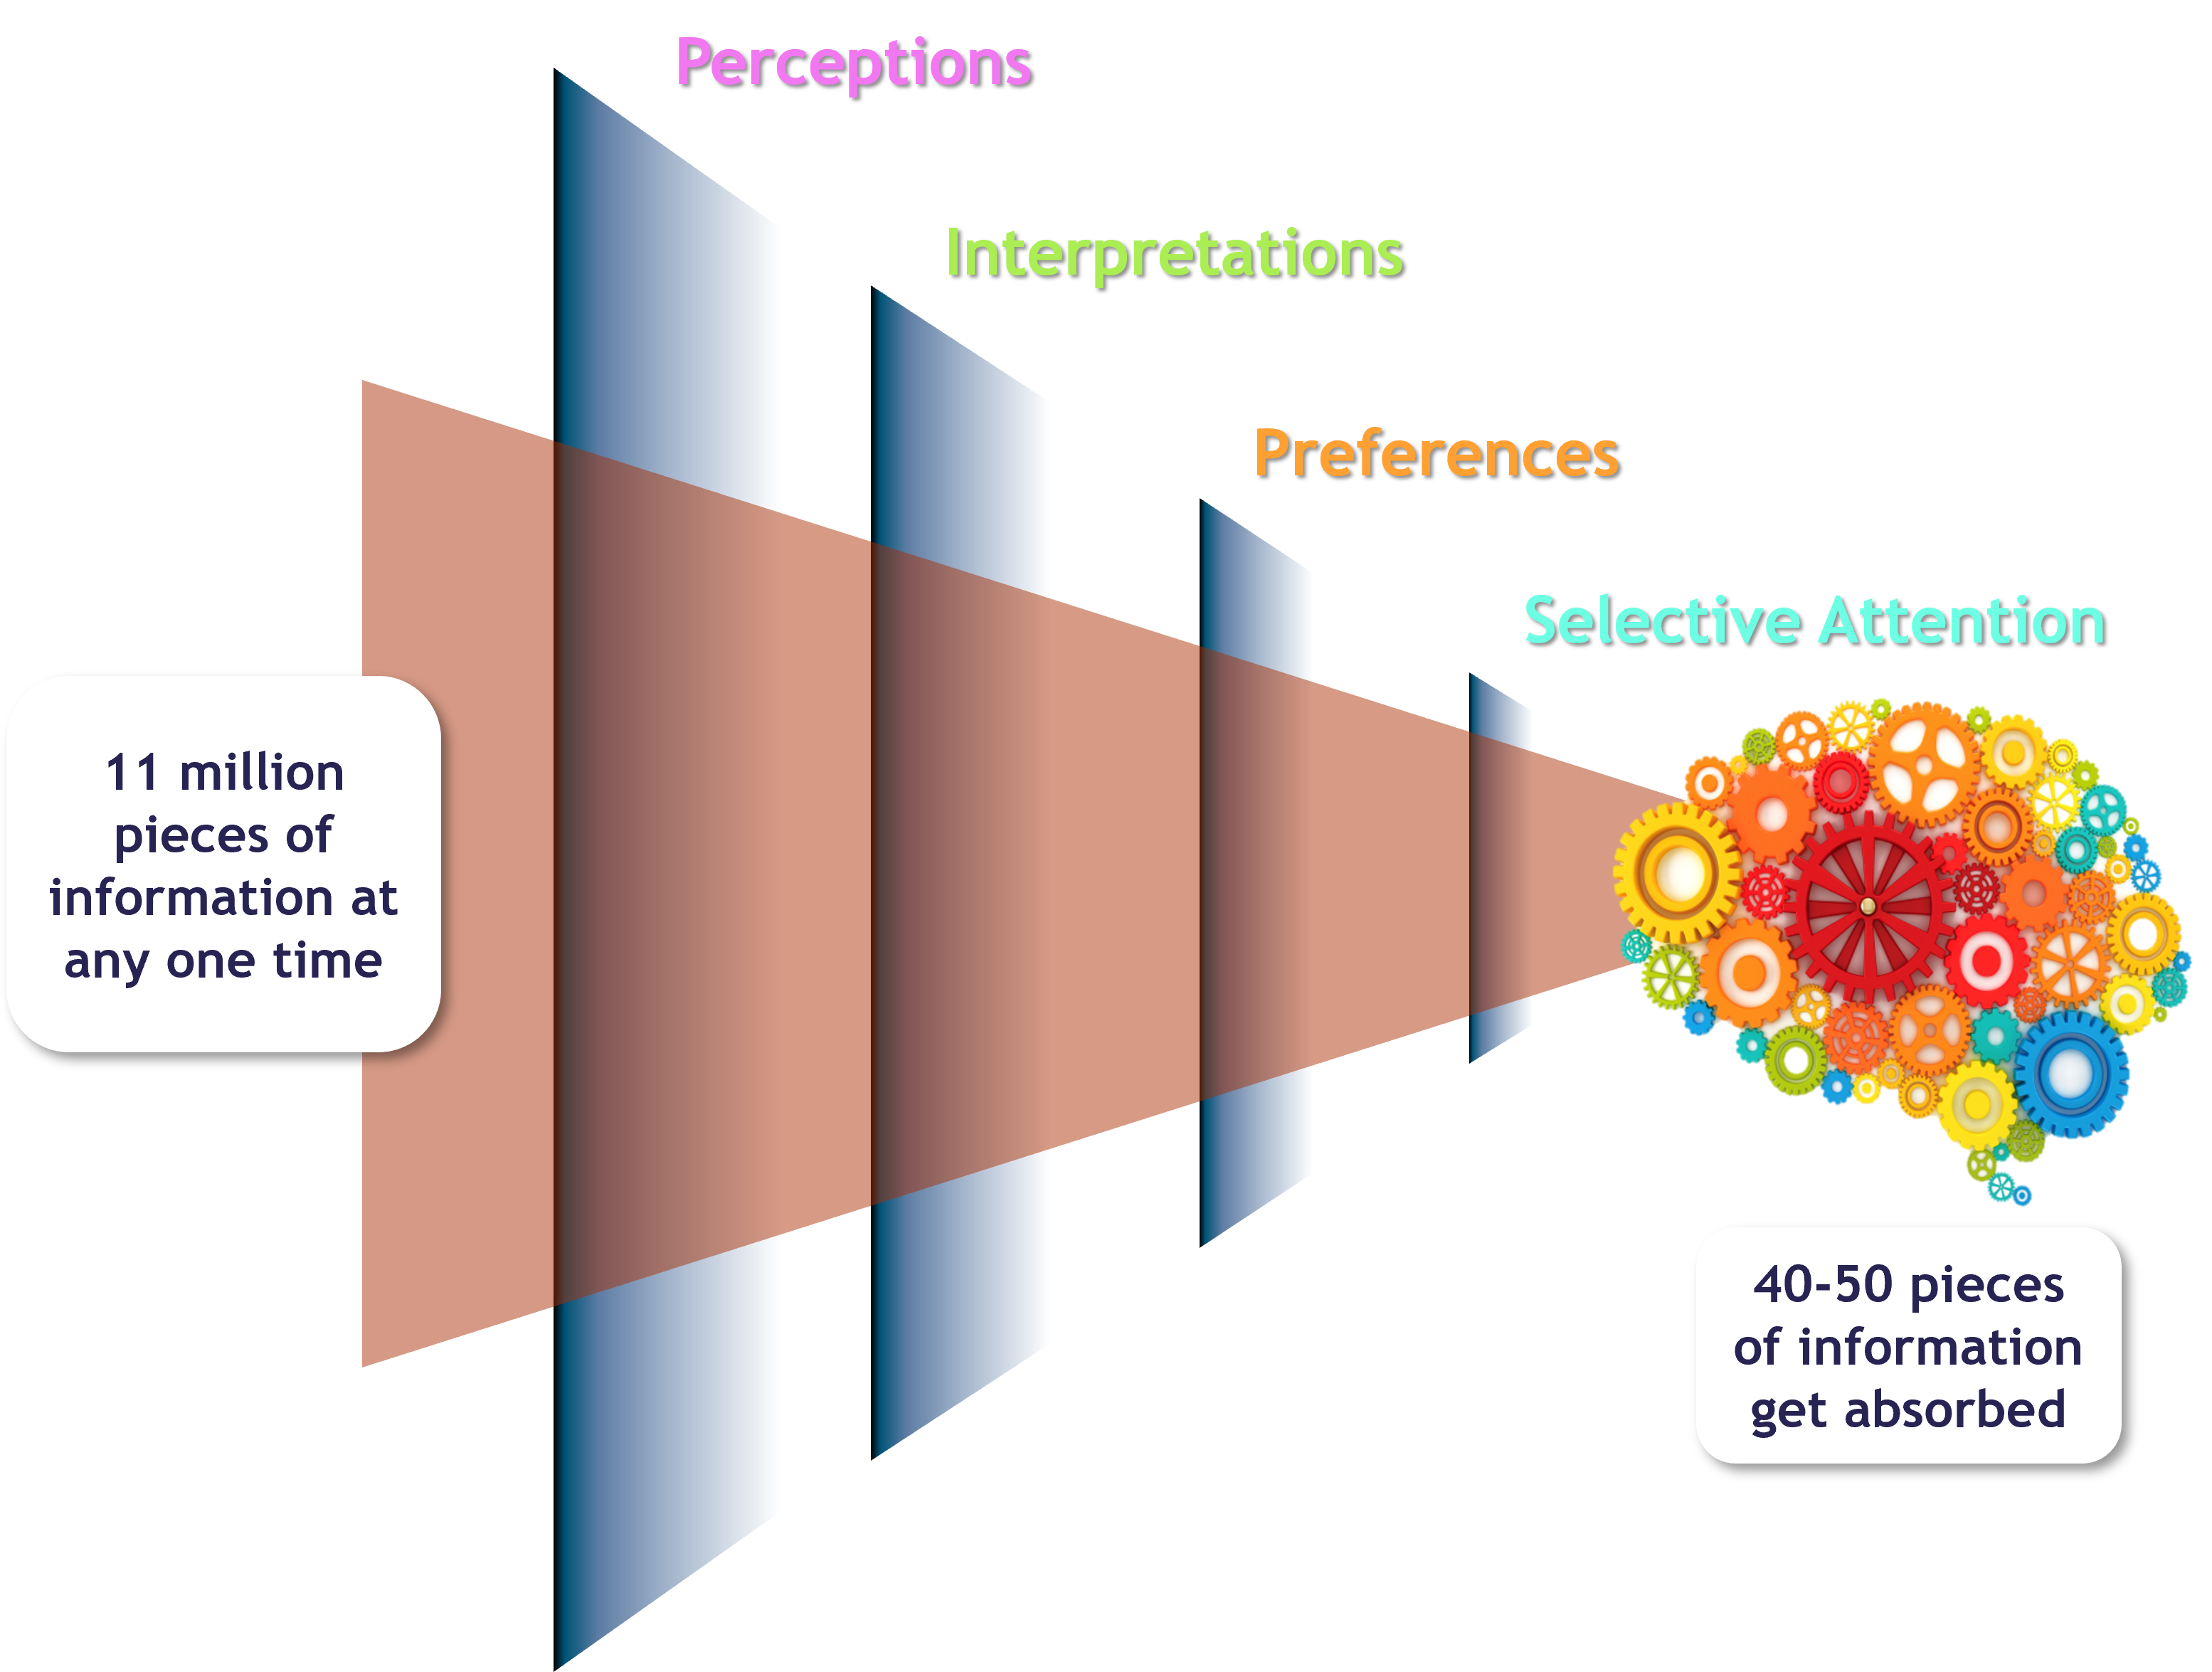 Perceptions
Interpretations
Preferences
Selective Attention
11 million
pieces of
information at
any one time
40-50 pieces
of information
get absorbed